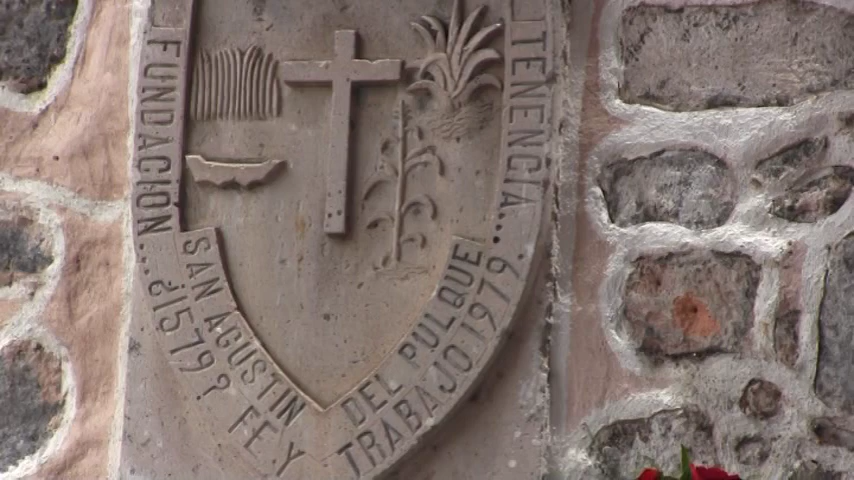 FUNDACION...¿1579? FE Y TRABAJO 1979. TENENCIA...
SAN AGUSTIN DEL PULQUE